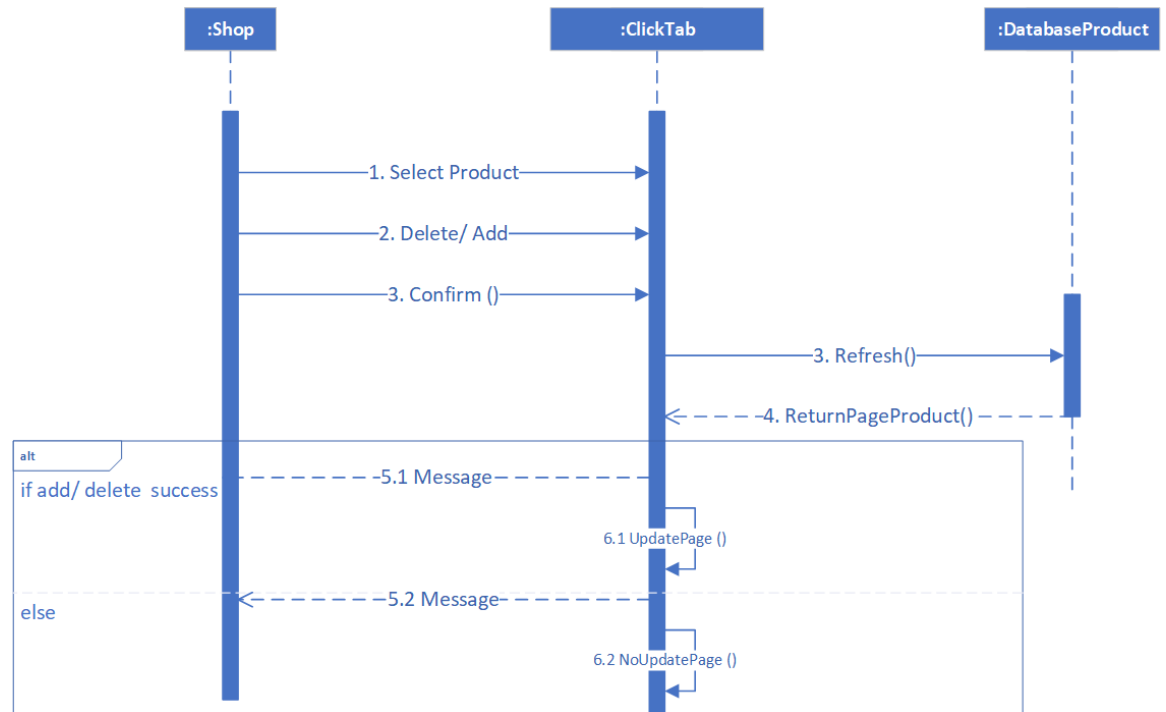 :Shop
:ClickTab
:DatabaseProduct
1. Select Product
2. Delete/ Add
3. Confirm ()
3. Refresh()
4. ReturnPageProduct()
alt
5.1 Message
if add/ delete success
6.1 UpdatePage ()
5.2 Message
else
6.2 NoUpdatePage ()